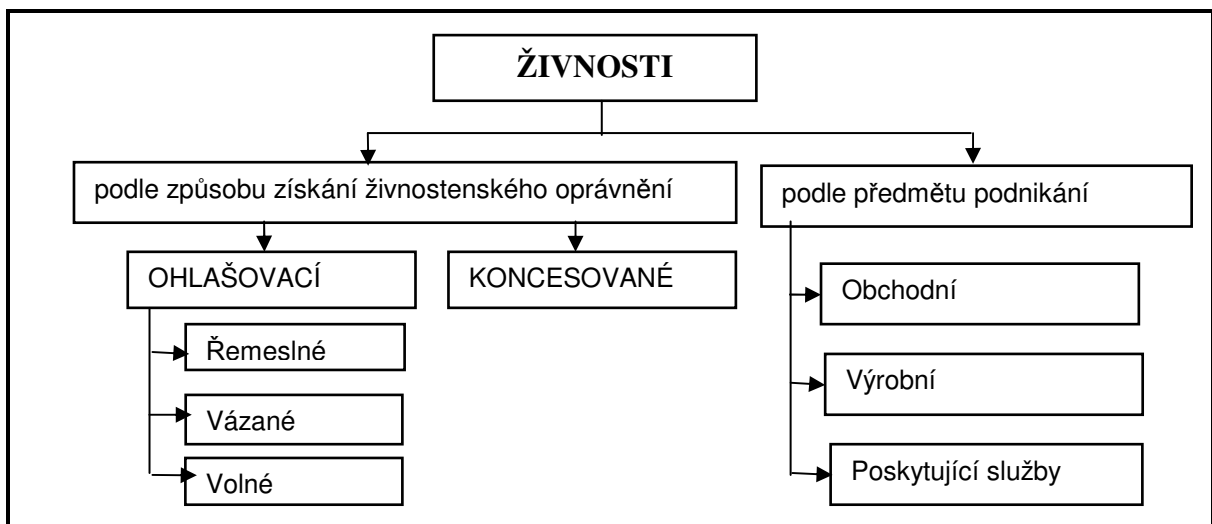 ŽIVNOSTI
podle způsobu získání živnostenského oprávnění
podle předmětu podnikání
OHLAŠOVACÍ
KONCESOVANÉ
Řemeslné
Vázané
Volné
Obchodní
Výrobní
Poskytující služby